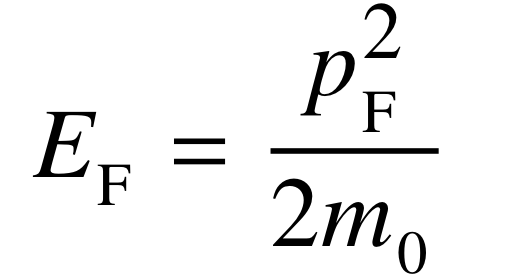 E_F = p_F^2 / 2m_0